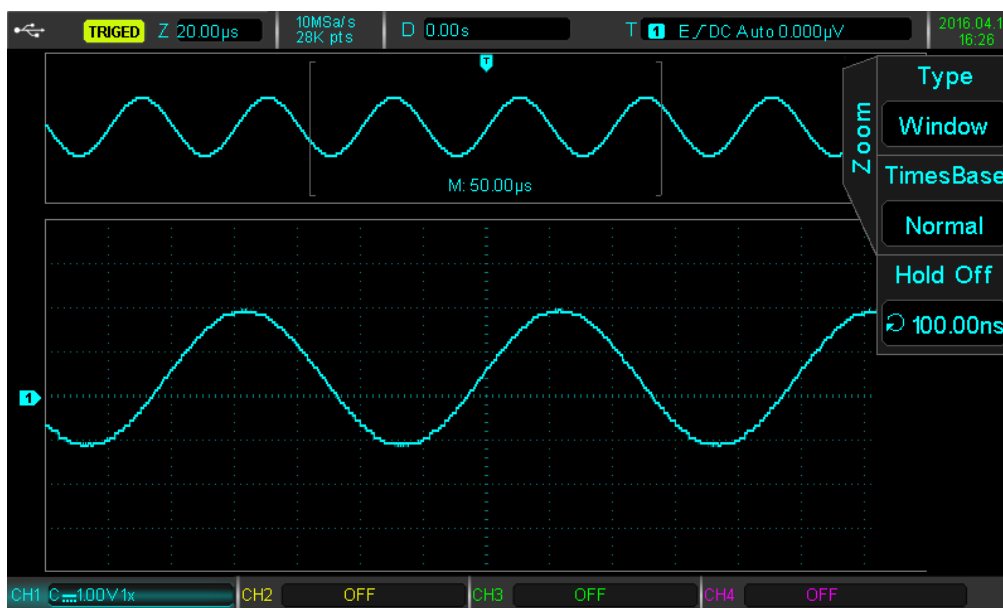 TRIGED Z 20.00µs 10MSa/s D 0.00s T 1 E DC Auto 0.000µV 2016.04.1
28K pts 16:26
T
Type
Window
Zoom
M: 50.00µs
TimesBase
Normal
Hold Off
100.00ns
1
CH1 C 1.00V 1x CH2 OFF CH3 OFF CH4 OFF